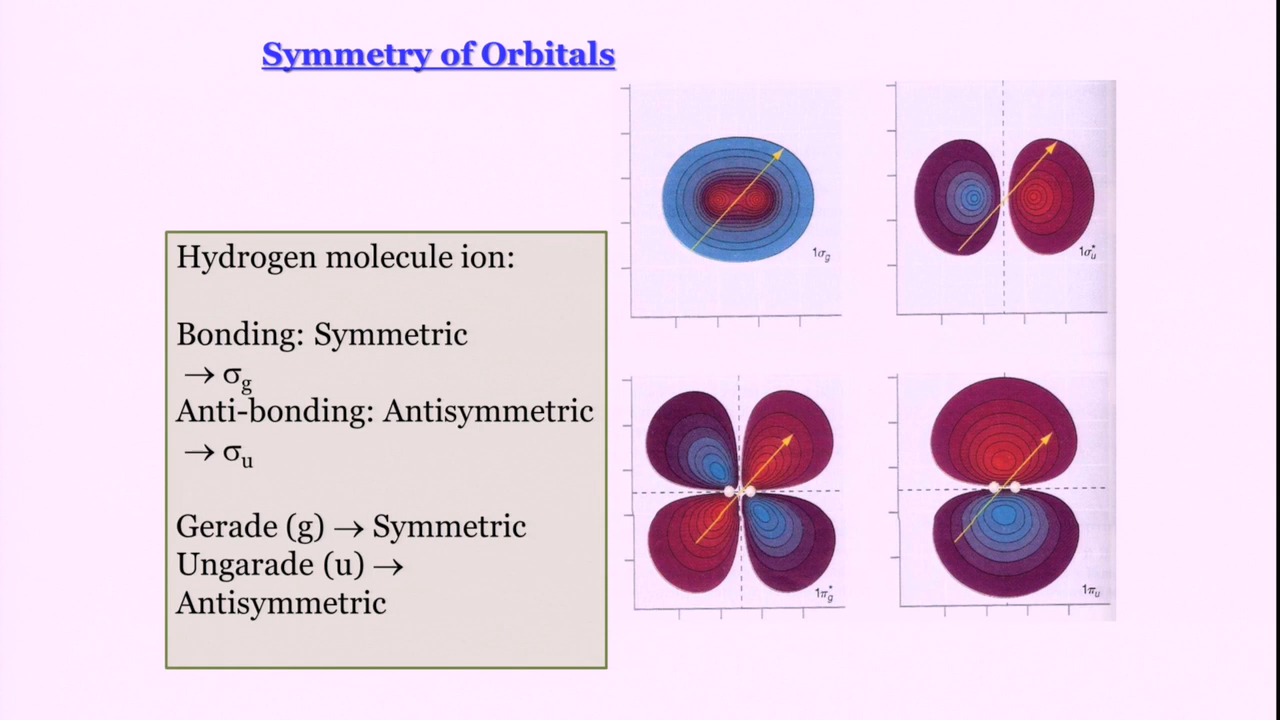 Symmetry of Orbitals
Hydrogen molecule ion:
Bonding: Symmetric
→ σg
Anti-bonding: Antisymmetric
→ σu
Gerade (g) → Symmetric
Ungarade (u) →
Antisymmetric
1σg
1σu*
1πg*
1πu